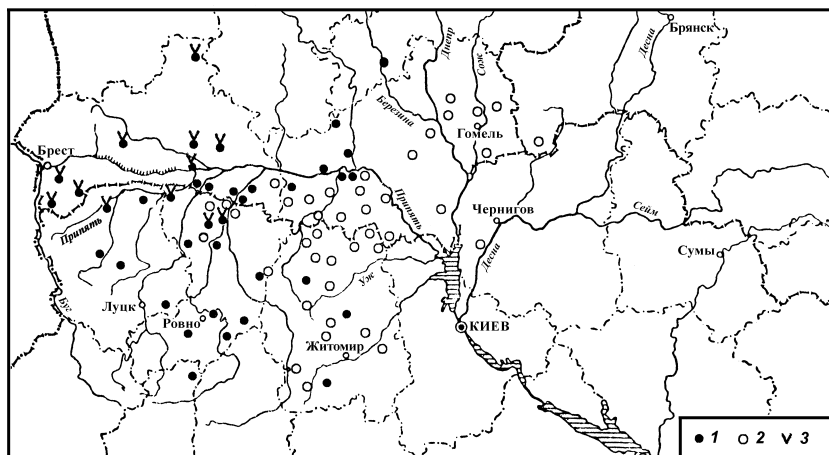 Брянск
Днепр
Сож
Десна
Березина
Гомель
Брест
Припять
Чернигов
Сейм
Припять
Десна
Сумы
Уж
Буг
Луцк
Ровно
КИЕВ
Житомир
1 2 3